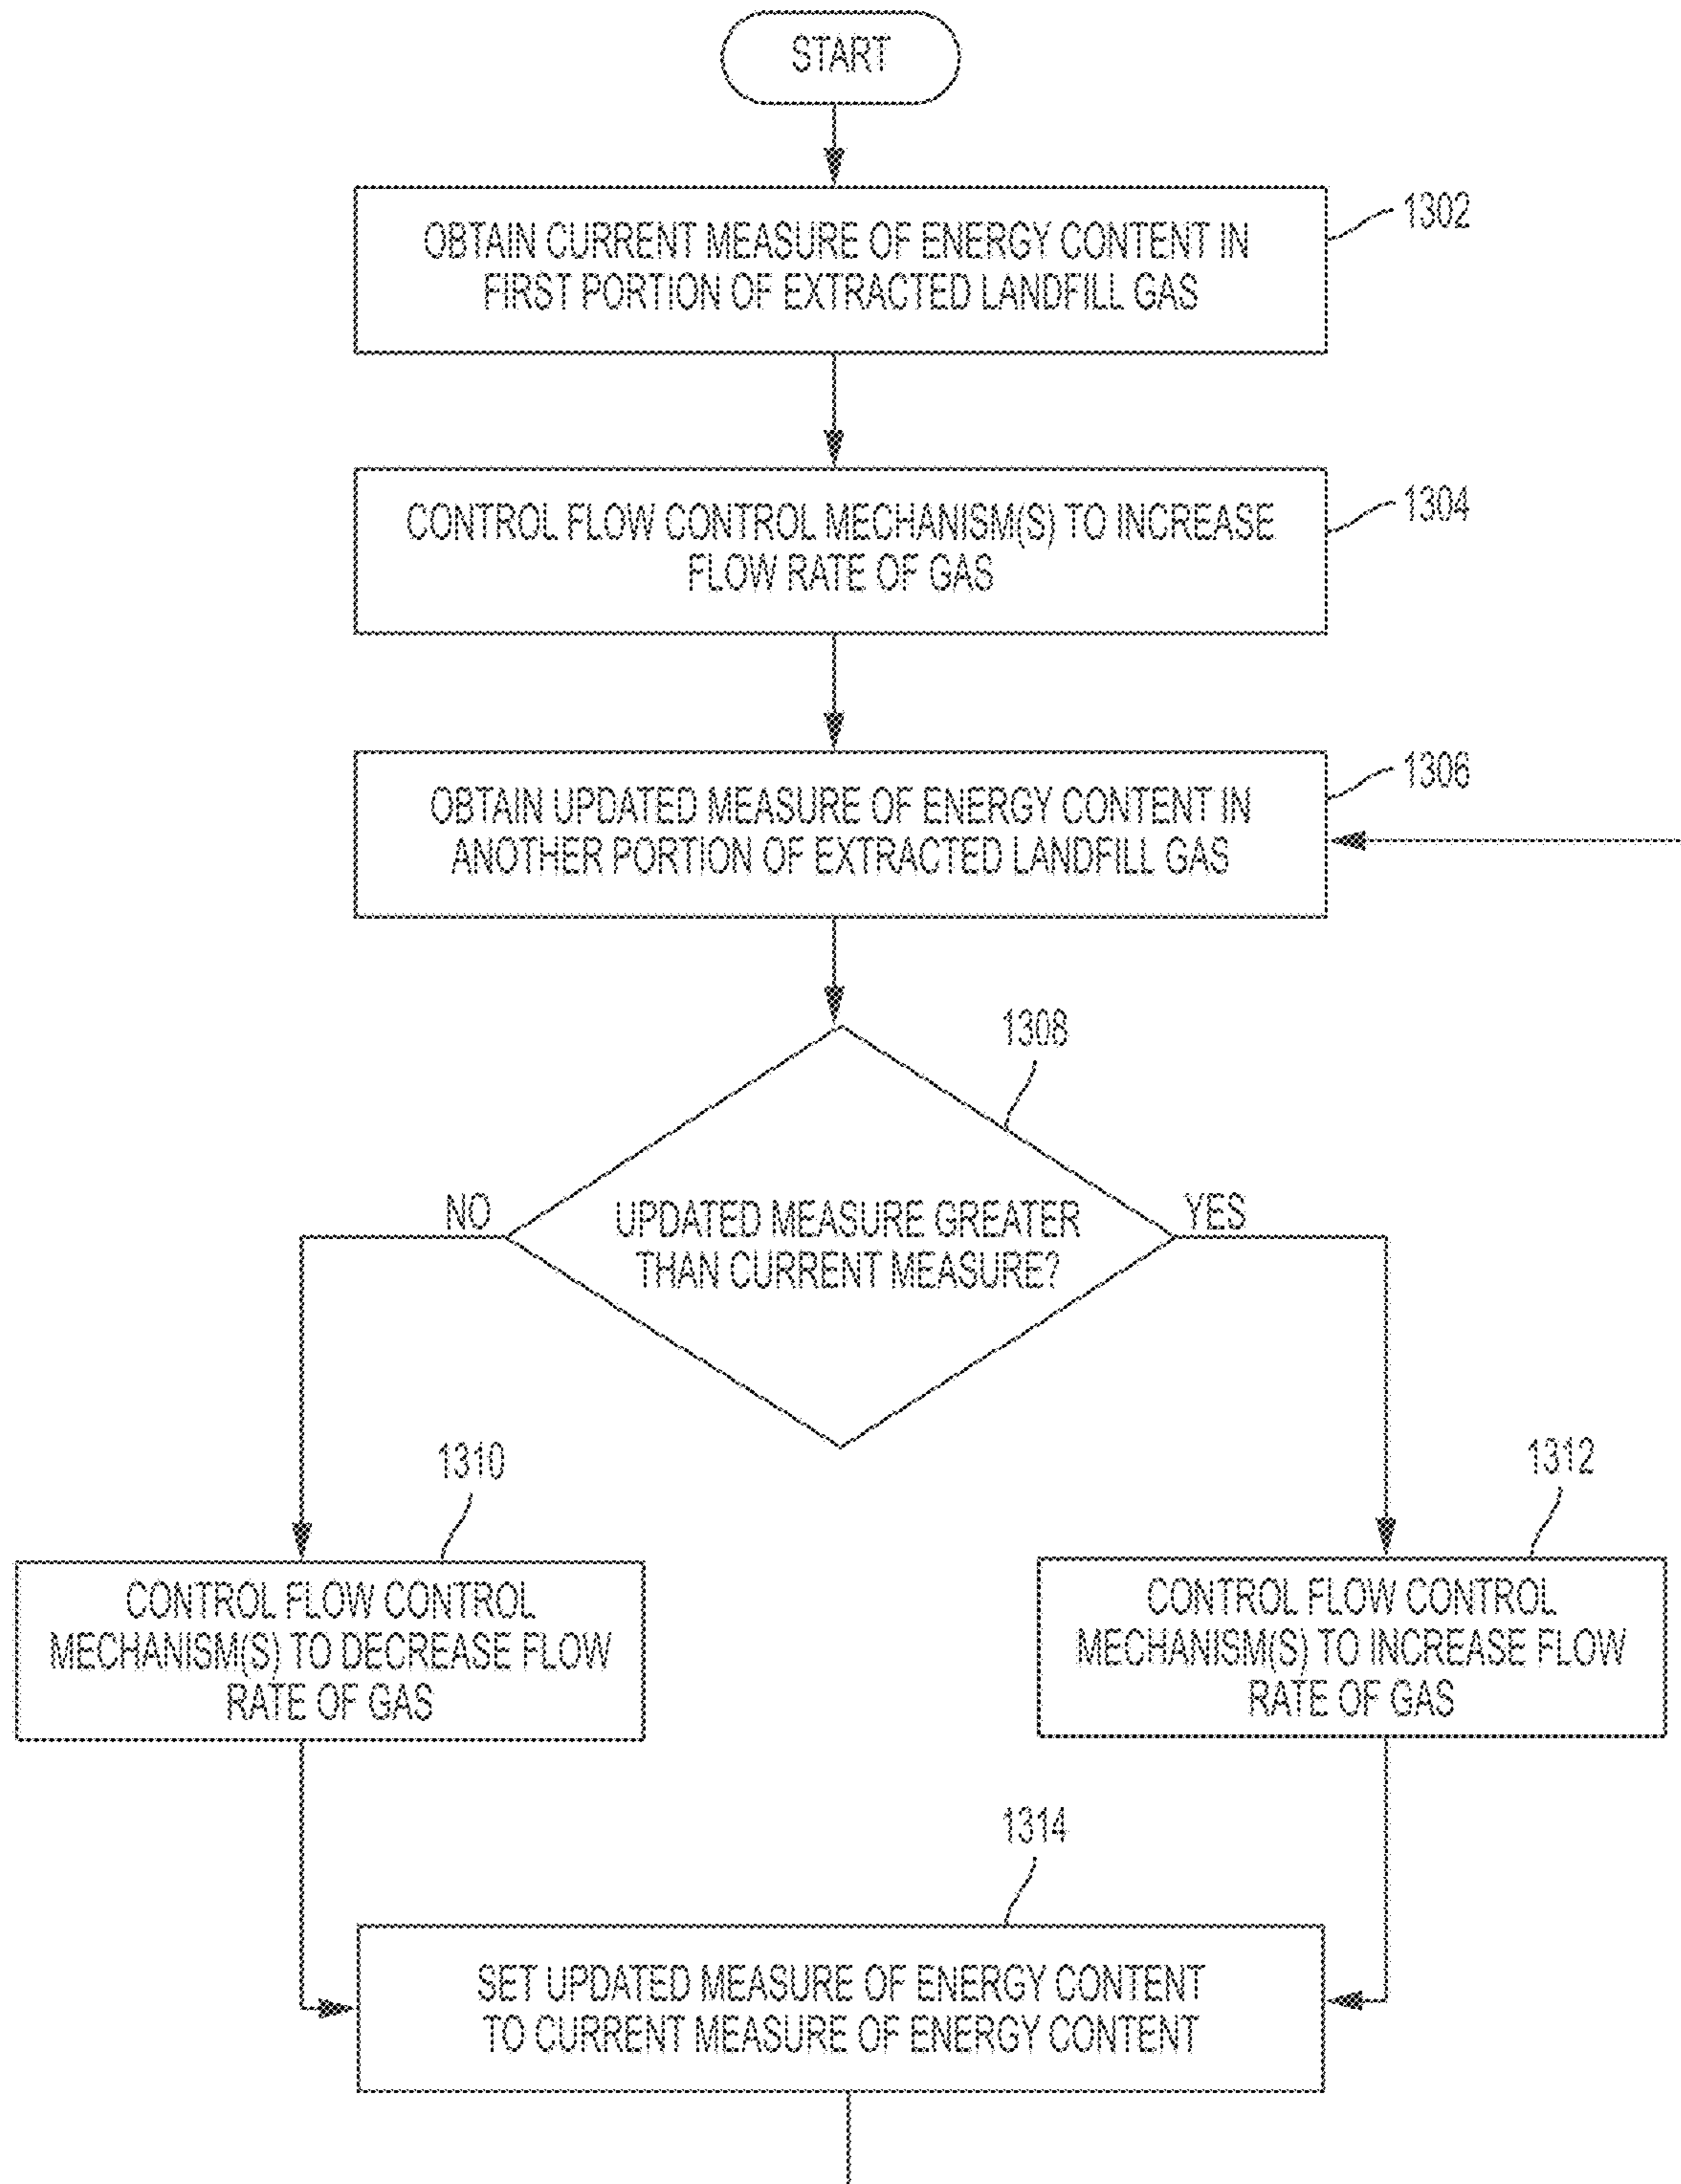 START
1302
OBTAIN CURRENT MEASURE OF ENERGY CONTENT IN
FIRST PORTION OF EXTRACTED LANDFILL GAS
1304
CONTROL FLOW CONTROL MECHANISM(S) TO INCREASE
FLOW RATE OF GAS
1306
OBTAIN UPDATED MEASURE OF ENERGY CONTENT IN
ANOTHER PORTION OF EXTRACTED LANDFILL GAS
1308
NO
YES
UPDATED MEASURE GREATER
THAN CURRENT MEASURE?
1310
CONTROL FLOW CONTROL
MECHANISM(S) TO DECREASE FLOW
RATE OF GAS
1312
CONTROL FLOW CONTROL
MECHANISM(S) TO INCREASE FLOW
RATE OF GAS
1314
SET UPDATED MEASURE OF ENERGY CONTENT
TO CURRENT MEASURE OF ENERGY CONTENT